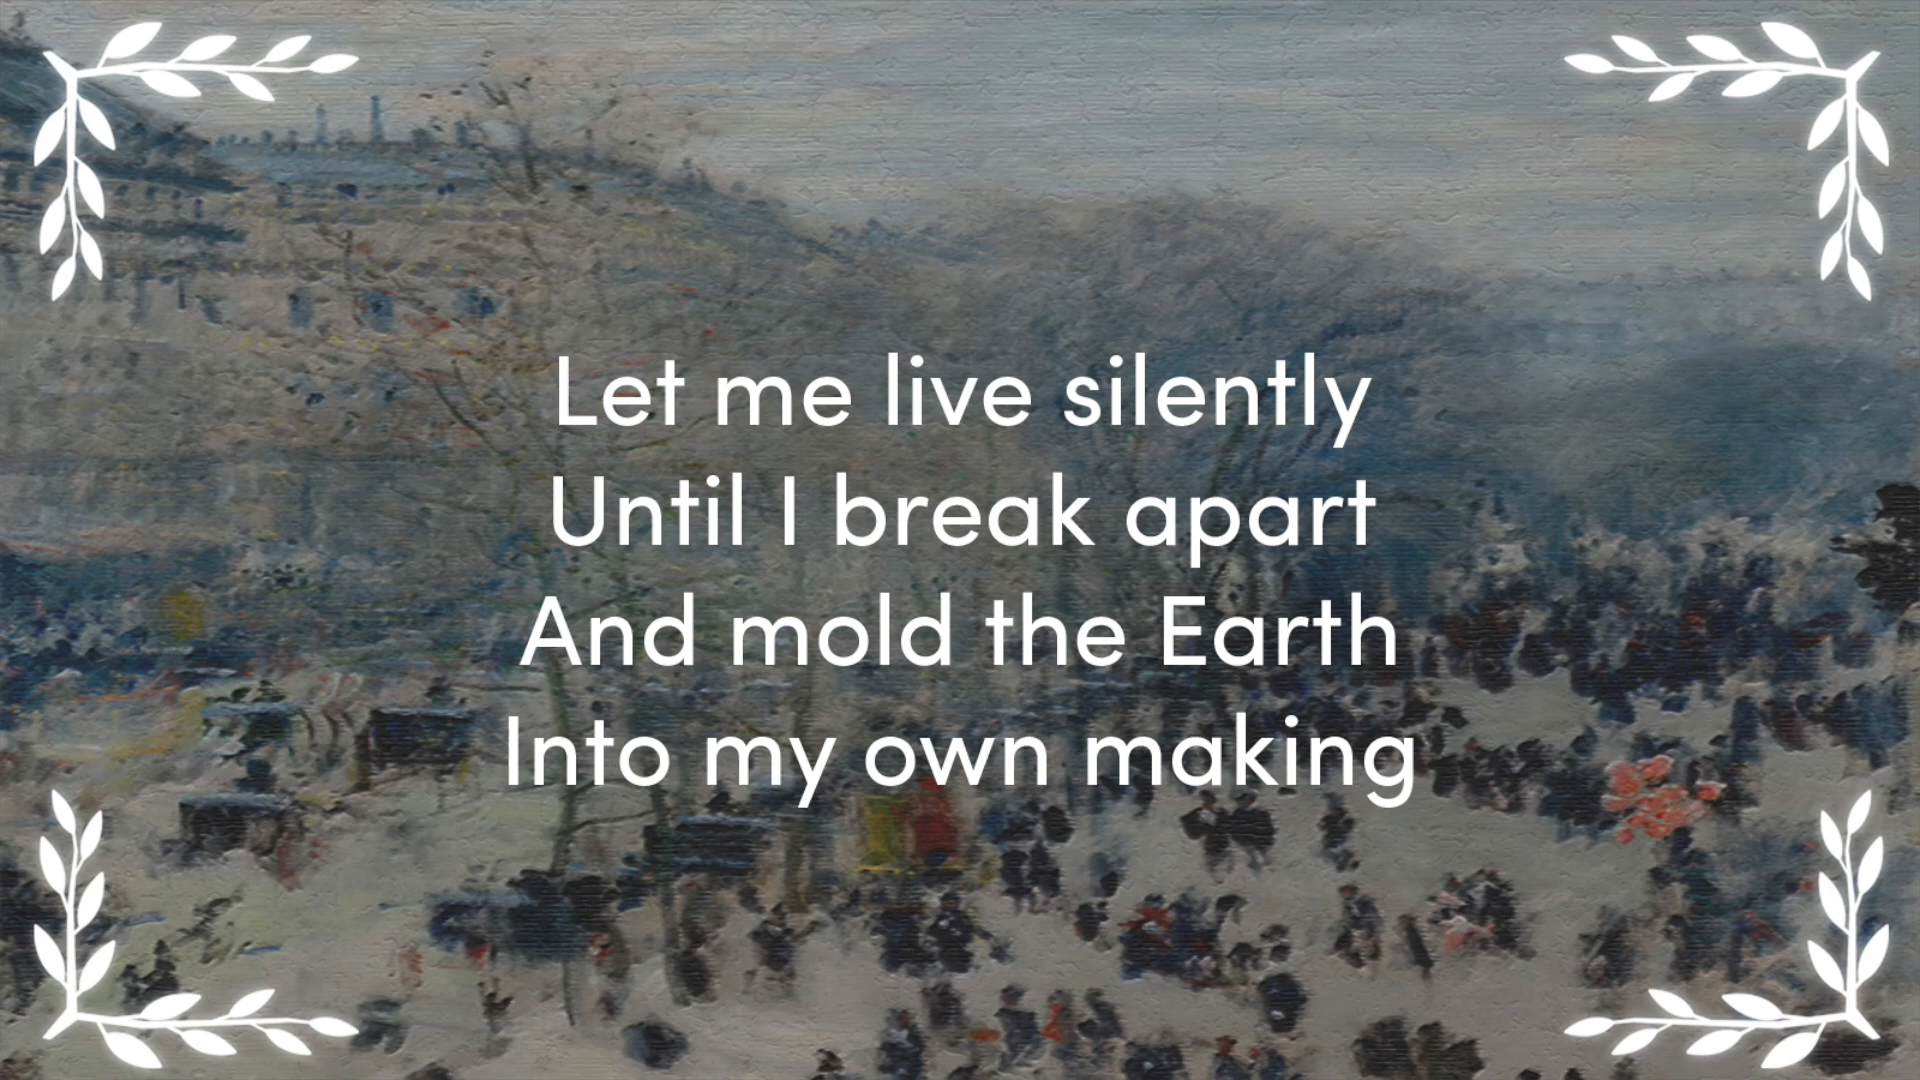 Let me live silently
Until I break apart
And mold the Earth
Into my own making